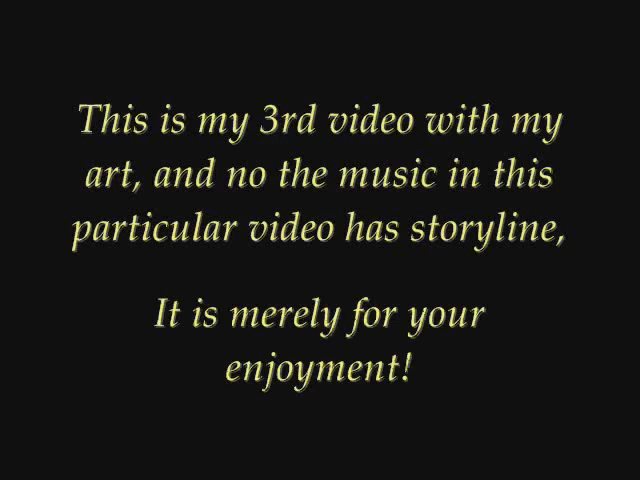 This is my 3rd video with my
art, and no the music in this
particular video has storyline,
It is merely for your
enjoyment!